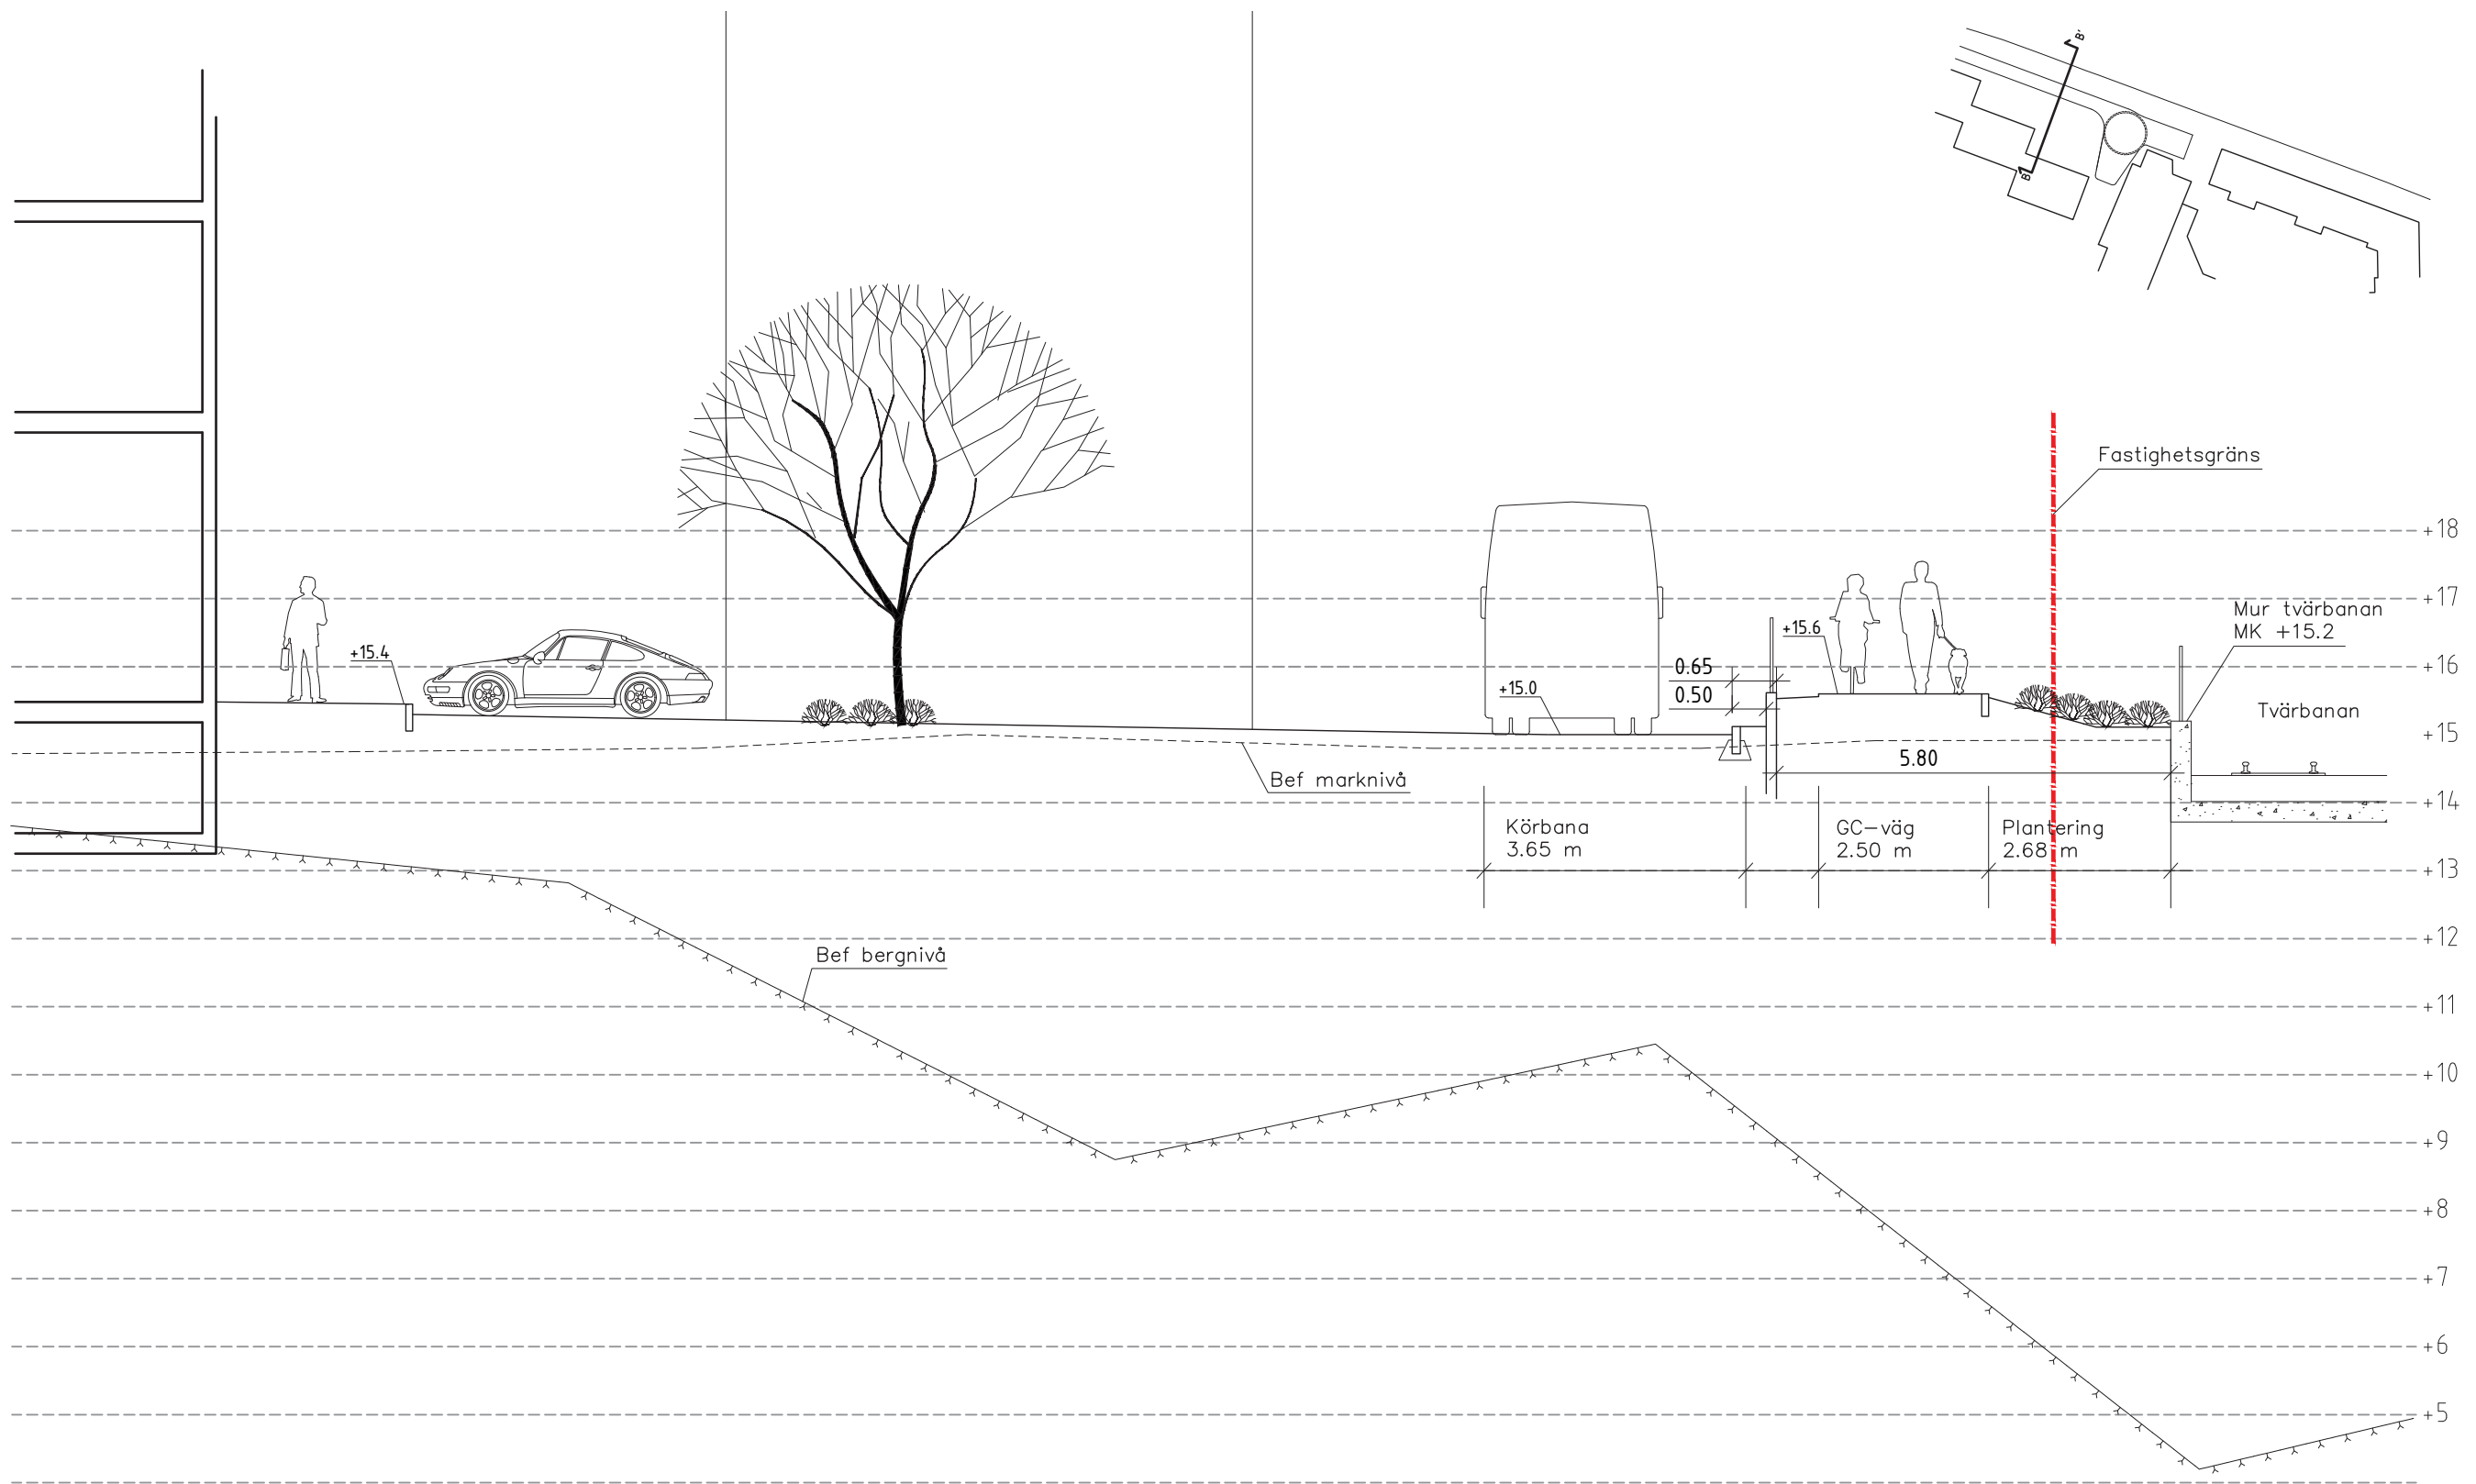 B'
B
Fastighetsgräns
+18
+17
Mur tvärbanan
MK +15.2
+15.6
+15.4
+16
0.65
+15.0
0.50
Tvärbanan
+15
5.80
Bef marknivå
+14
Körbana
3.65 m
GC-väg
2.50 m
Plantering
2.68 m
+13
+12
Bef bergnivå
+11
+10
+9
+8
+7
+6
+5